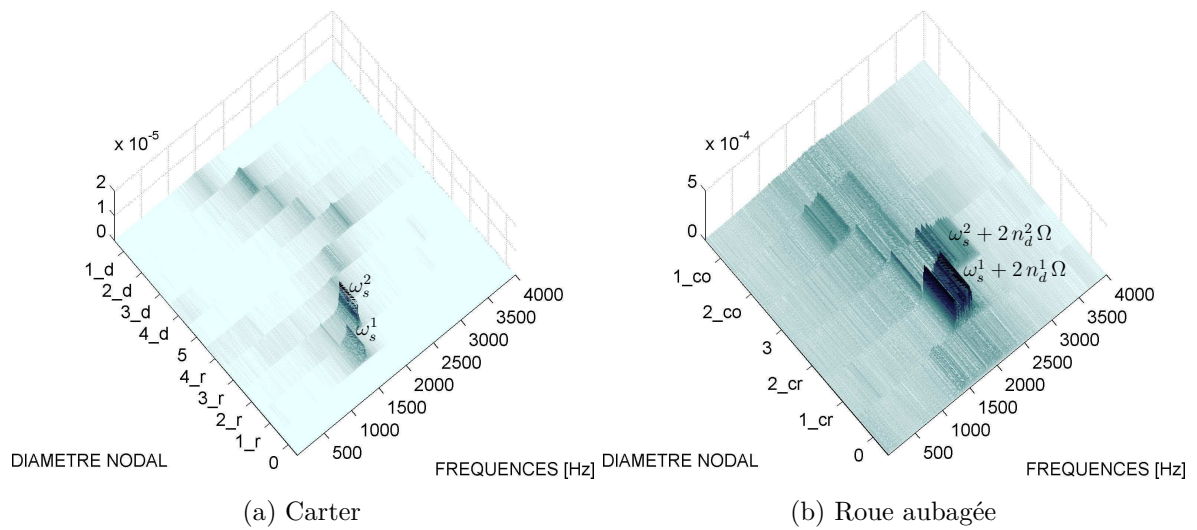 x 10⁻⁵
2
1
0
1_d
2_d
3_d
4_d
5
4_r
3_r
2_r
1_r
0
500
1000
1500
2000
2500
3000
3500
4000
ω_s^2
ω_s^1
DIAMETRE NODAL
FREQUENCES [Hz]
(a) Carter
x 10⁻⁴
5
0
1_co
2_co
3
2_cr
1_cr
0
500
1000
1500
2000
2500
3000
3500
4000
ω_s^2 + 2 n_d^2 Ω
ω_s^1 + 2 n_d^1 Ω
DIAMETRE NODAL
FREQUENCES [Hz]
(b) Roue aubagée